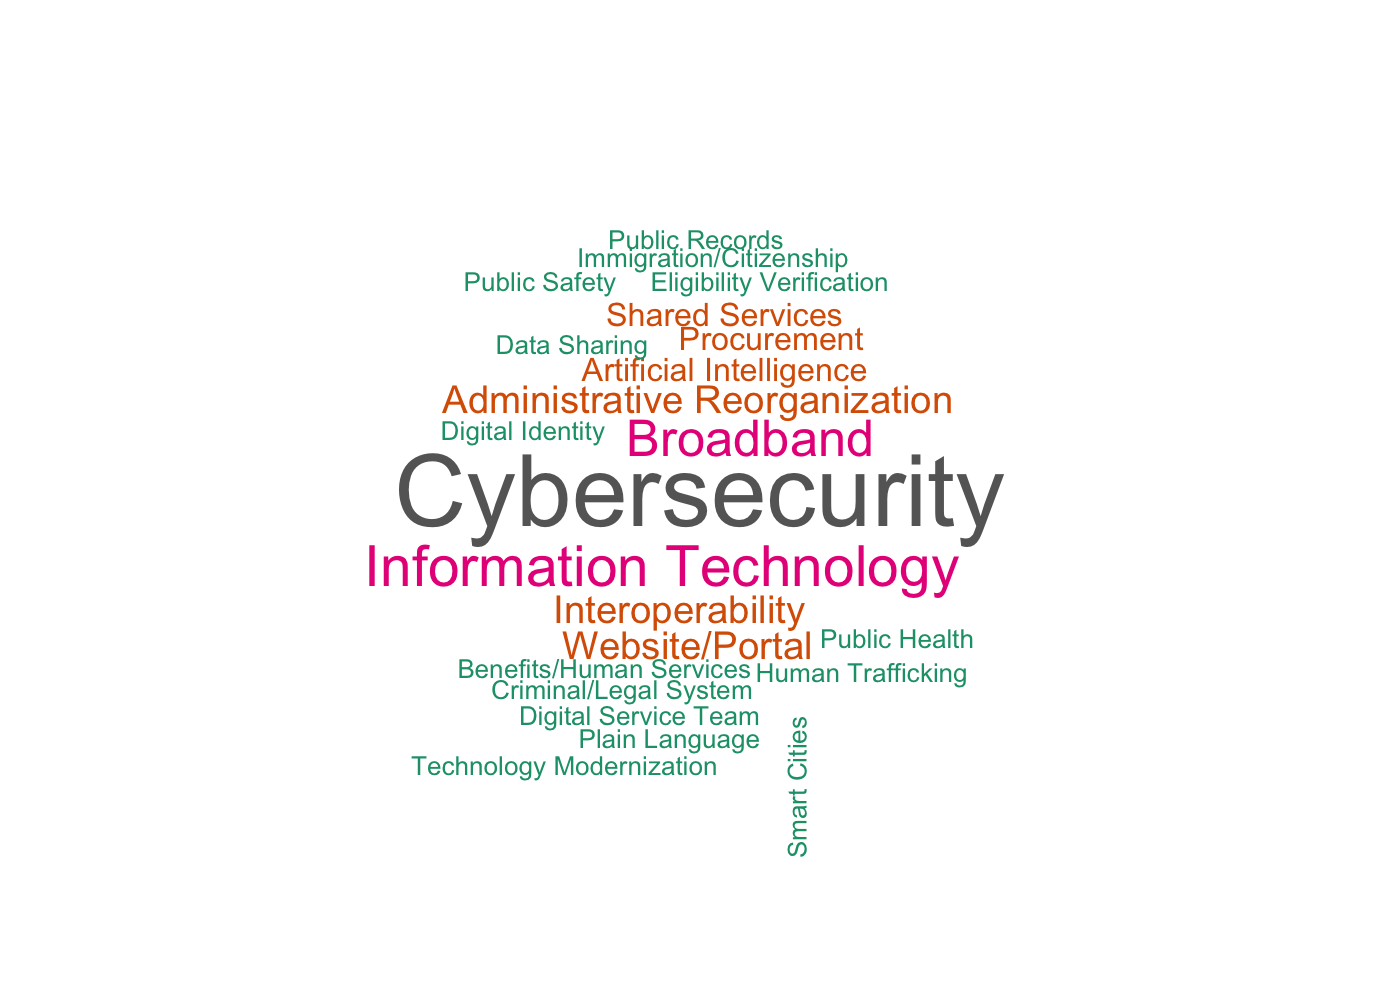 Public Records
Immigration/Citizenship
Public Safety
Eligibility Verification
Shared Services
Procurement
Data Sharing
Artificial Intelligence
Administrative Reorganization
Digital Identity
Broadband
Cybersecurity
Information Technology
Interoperability
Website/Portal
Public Health
Benefits/Human Services
Human Trafficking
Criminal/Legal System
Digital Service Team
Plain Language
Technology Modernization
Smart Cities